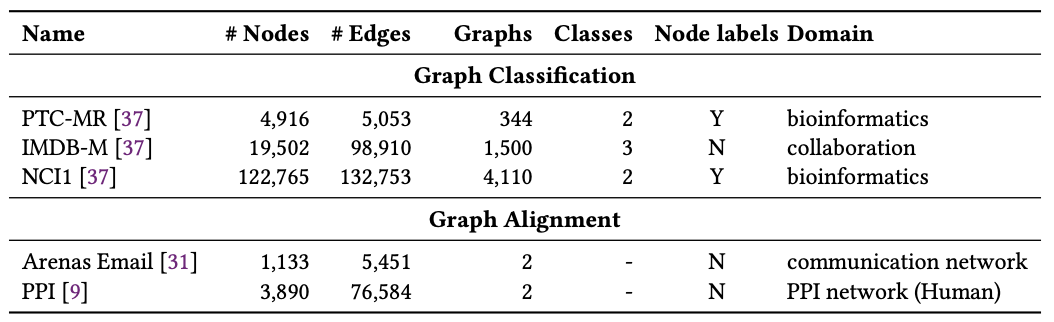 Name # Nodes # Edges Graphs Classes Node labels Domain
Graph Classification
PTC-MR [37] 4,916 5,053 344 2 Y bioinformatics
IMDB-M [37] 19,502 98,910 1,500 3 N collaboration
NCI1 [37] 122,765 132,753 4,110 2 Y bioinformatics
Graph Alignment
Arenas Email [31] 1,133 5,451 2 - N communication network
PPI [9] 3,890 76,584 2 - N PPI network (Human)